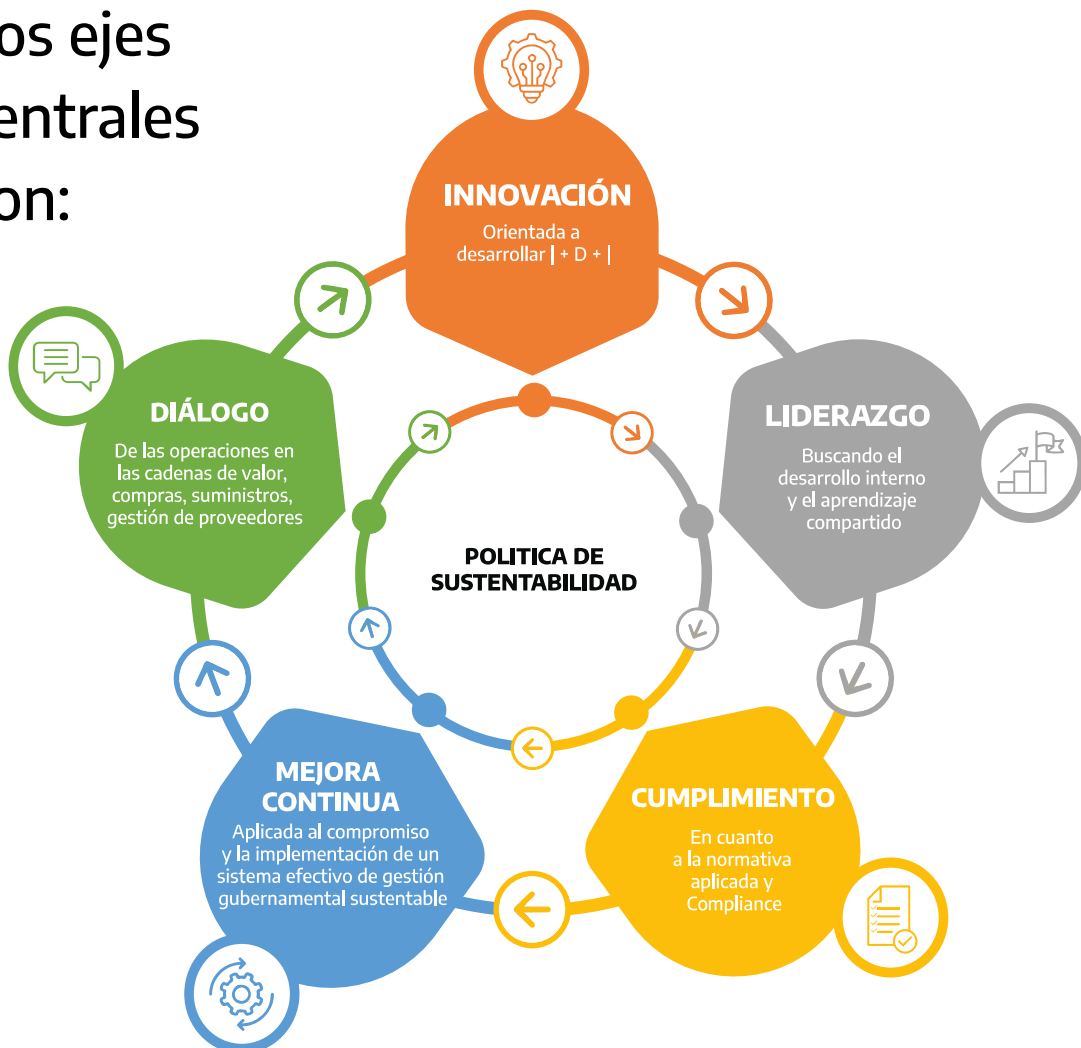 os ejes
entrales
on:
INNOVACIÓN
Orientada a
desarrollar | + D + |
LIDERAZGO
Buscando el
desarrollo interno
y el aprendizaje
compartido
CUMPLIMIENTO
En cuanto
a la normativa
aplicada y
Compliance
MEJORA
CONTINUA
Aplicada al compromiso
y la implementación de un
sistema efectivo de gestión
gubernamental sustentable
DIÁLOGO
De las operaciones en
las cadenas de valor,
compras, suministros,
gestión de proveedores
POLITICA DE
SUSTENTABILIDAD